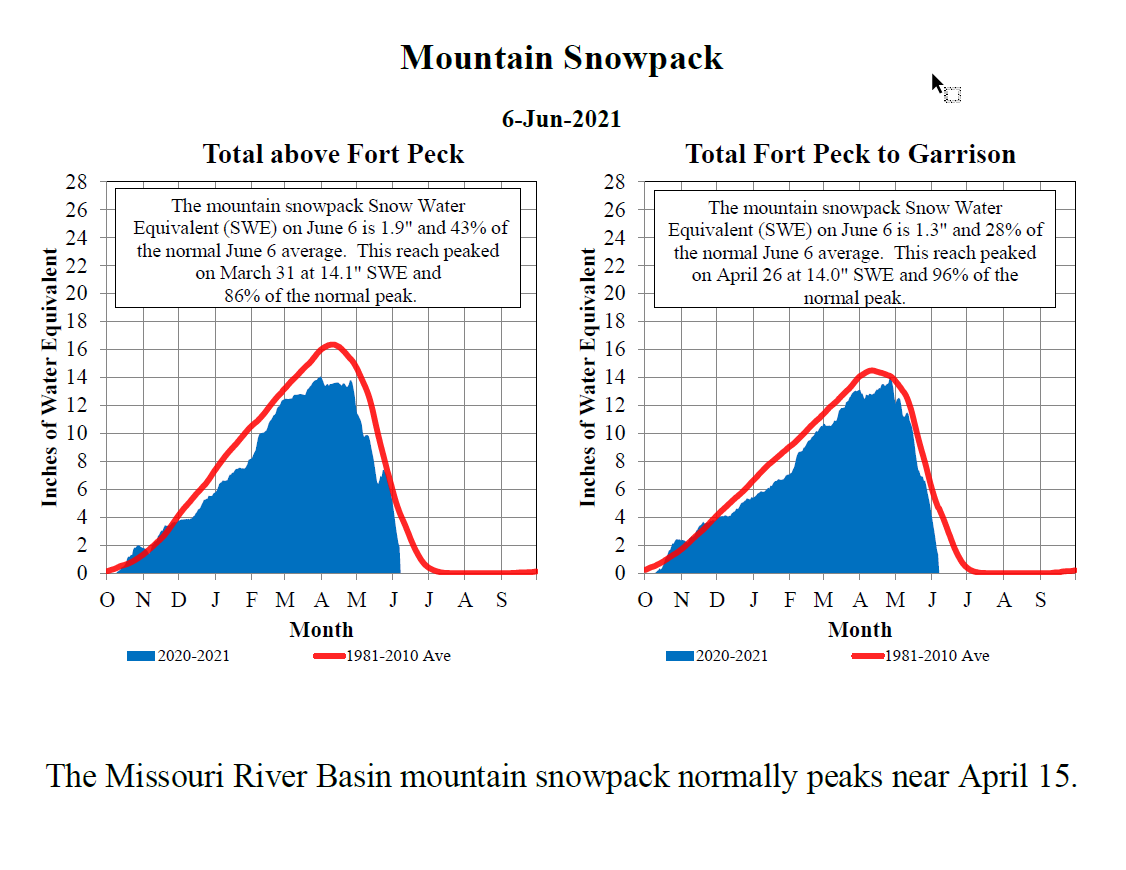 Mountain Snowpack
6-Jun-2021
Total above Fort Peck
28
26
24
22
20
18
16
14
12
10
8
6
4
2
0
Inches of Water Equivalent
The mountain snowpack Snow Water
Equivalent (SWE) on June 6 is 1.9" and 43% of
the normal June 6 average.  This reach peaked
on March 31 at 14.1" SWE and
86% of the normal peak.
O N D J F M A M J J A S
Month
2020-2021
1981-2010 Ave
Total Fort Peck to Garrison
28
26
24
22
20
18
16
14
12
10
8
6
4
2
0
Inches of Water Equivalent
The mountain snowpack Snow Water
Equivalent (SWE) on June 6 is 1.3" and 28% of
the normal June 6 average.  This reach peaked
on April 26 at 14.0" SWE and 96% of the
normal peak.
O N D J F M A M J J A S
Month
2020-2021
1981-2010 Ave
The Missouri River Basin mountain snowpack normally peaks near April 15.